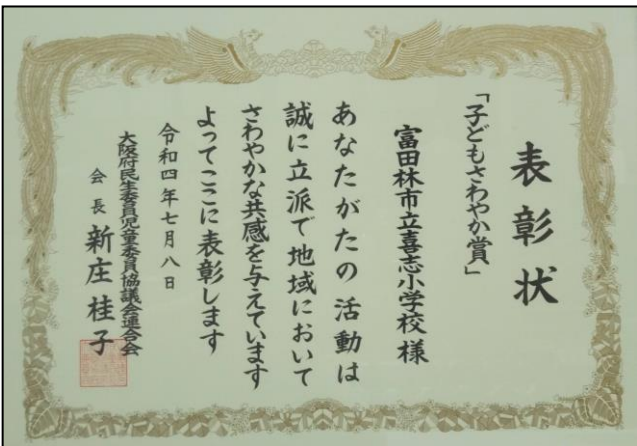 表彰状
「子どもさわやか賞」
富田林市立喜志小学校様
あなたがたの活動は
誠に立派で地域において
さわやかな共感を与えています
よってここに表彰します
令和四年七月八日
大阪府民生委員児童委員協議会連合会
会長 新庄桂子